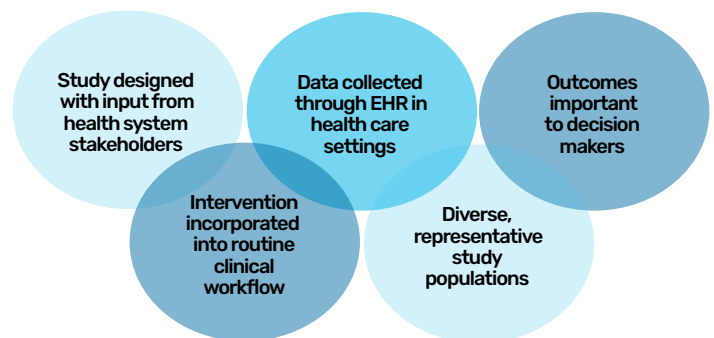 Study designed
with input from
health system
stakeholders
Data collected
through EHR in
health care
settings
Outcomes
important
to decision
makers
Intervention
incorporated
into routine
clinical
workflow
Diverse,
representative
study
populations